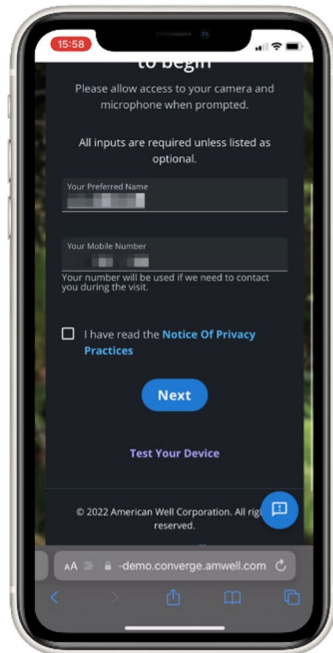 15:58
to begin
Please allow access to your camera and
microphone when prompted.
All inputs are required unless listed as
optional.
Your Preferred Name
Your Mobile Number
Your number will be used if we need to contact
you during the visit.
I have read the Notice Of Privacy
Practices
Next
Test Your Device
© 2022 American Well Corporation. All
reserved.
AA -demo.converge.amwell.com